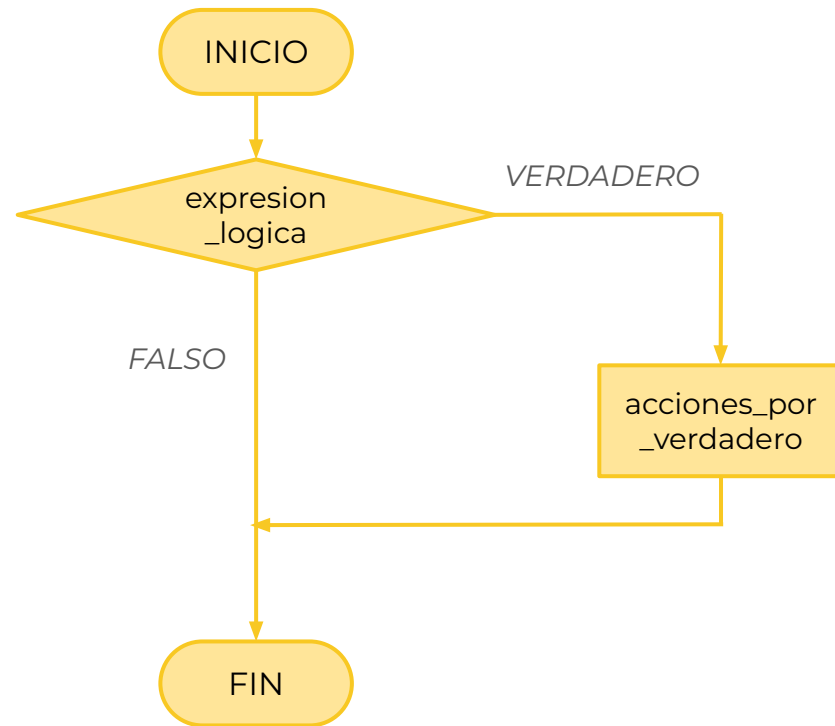 INICIO
VERDADERO
expresion
_logica
FALSO
acciones_por
_verdadero
FIN